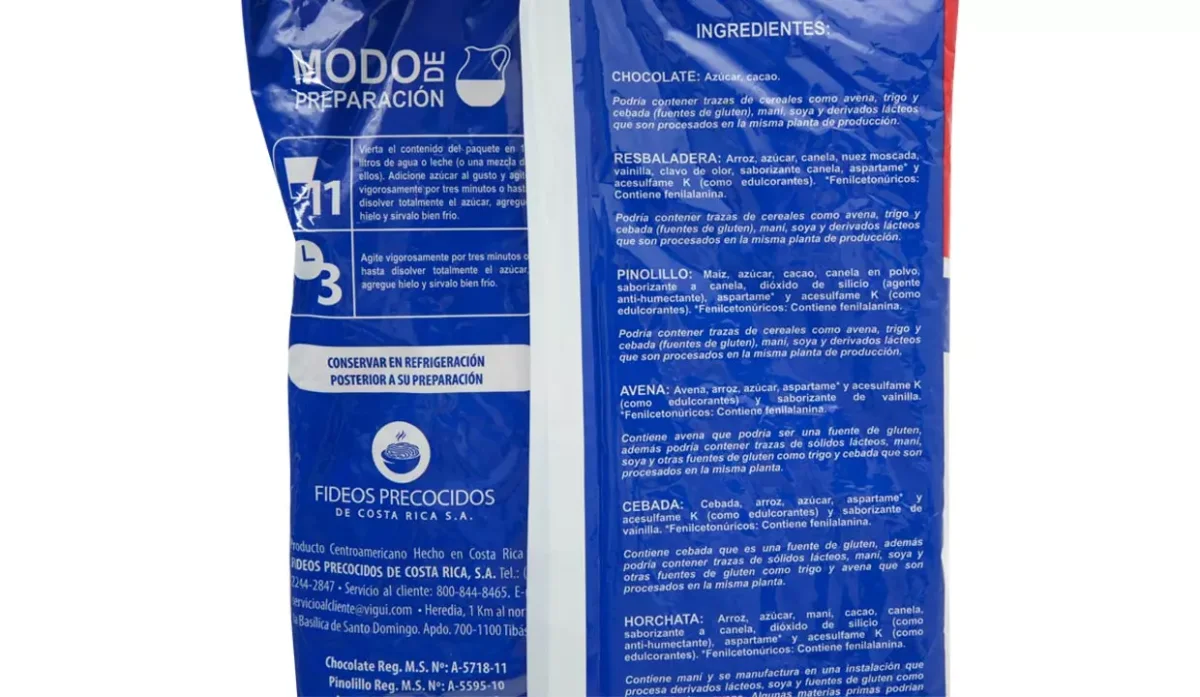 MODO DE
PREPARACIÓN
Vierta el contenido del paquete en
litros de agua o leche (o una mezcla
ellos). Adicione azúcar al gusto y agit
vigorosamente por tres minutos o hast
disolver totalmente el azúcar, agregu
hielo y sirvalo bien frio.
11
Agite vigorosamente por tres minutos o
hasta disolver totalmente el azúcar,
agregue hielo y sirvalo bien frío.
3
CONSERVAR EN REFRIGERACIÓN
POSTERIOR A SU PREPARACIÓN
FIDEOS PRECOCIDOS
DE COSTA RICA S.A.
Producto Centroamericano Hecho en Costa Rica
FIDEOS PRECOCIDOS DE COSTA RICA, S.A. Tel.: (
2244-2847 • Servicio al cliente: 800-844-8465. E-
servicioalcliente@vigui.com • Heredia, 1 Km al nor
la Basílica de Santo Domingo. Apdo. 700-1100 Tibás
Chocolate Reg. M.S. Nº: A-5718-11
Pinolillo Reg. M.S. Nº: A-5595-10
INGREDIENTES:
CHOCOLATE: Azúcar, cacao.
Podría contener trazas de cereales como avena, trigo y
cebada (fuentes de gluten), maní, soya y derivados lácteos
que son procesados en la misma planta de producción.
RESBALADERA: Arroz, azúcar, canela, nuez moscada,
vainilla, clavo de olor, saborizante canela, aspartame* y
acesulfame K (como edulcorantes). *Fenilcetonúricos:
Contiene fenilalanina.
Podría contener trazas de cereales como avena, trigo y
cebada (fuentes de gluten), maní, soya y derivados lácteos
que son procesados en la misma planta de producción.
PINOLILLO: Maíz, azúcar, cacao, canela en polvo,
saborizante a canela, dióxido de silicio (agente
anti-humectante), aspartame* y acesulfame K (como
edulcorantes). *Fenilcetonúricos: Contiene fenilalanina.
Podría contener trazas de cereales como avena, trigo y
cebada (fuentes de gluten), maní, soya y derivados lácteos
que son procesados en la misma planta de producción.
AVENA: Avena, arroz, azúcar, aspartame* y acesulfame K
(como edulcorantes) y saborizante de vainilla.
*Fenilcetonúricos: Contiene fenilalanina.
Contiene avena que podría ser una fuente de gluten,
además podría contener trazas de sólidos lácteos, maní,
soya y otras fuentes de gluten como trigo y cebada que son
procesados en la misma planta.
CEBADA: Cebada, arroz, azúcar, aspartame* y
acesulfame K (como edulcorantes) y saborizante de
vainilla. *Fenilcetonúricos: Contiene fenilalanina.
Contiene cebada que es una fuente de gluten, además
podría contener trazas de sólidos lácteos, maní, soya y
otras fuentes de gluten como trigo y avena que son
procesados en la misma planta.
HORCHATA: Arroz, azúcar, maní, cacao, canela,
saborizante a canela, dióxido de silicio (como
anti-humectante), aspartame* y acesulfame K (como
edulcorantes). *Fenilcetonúricos: Contiene fenilalanina.
Contiene maní y se manufactura en una instalación que
procesa derivados lácteos, soya y fuentes de gluten como
Algunas materias primas podrían